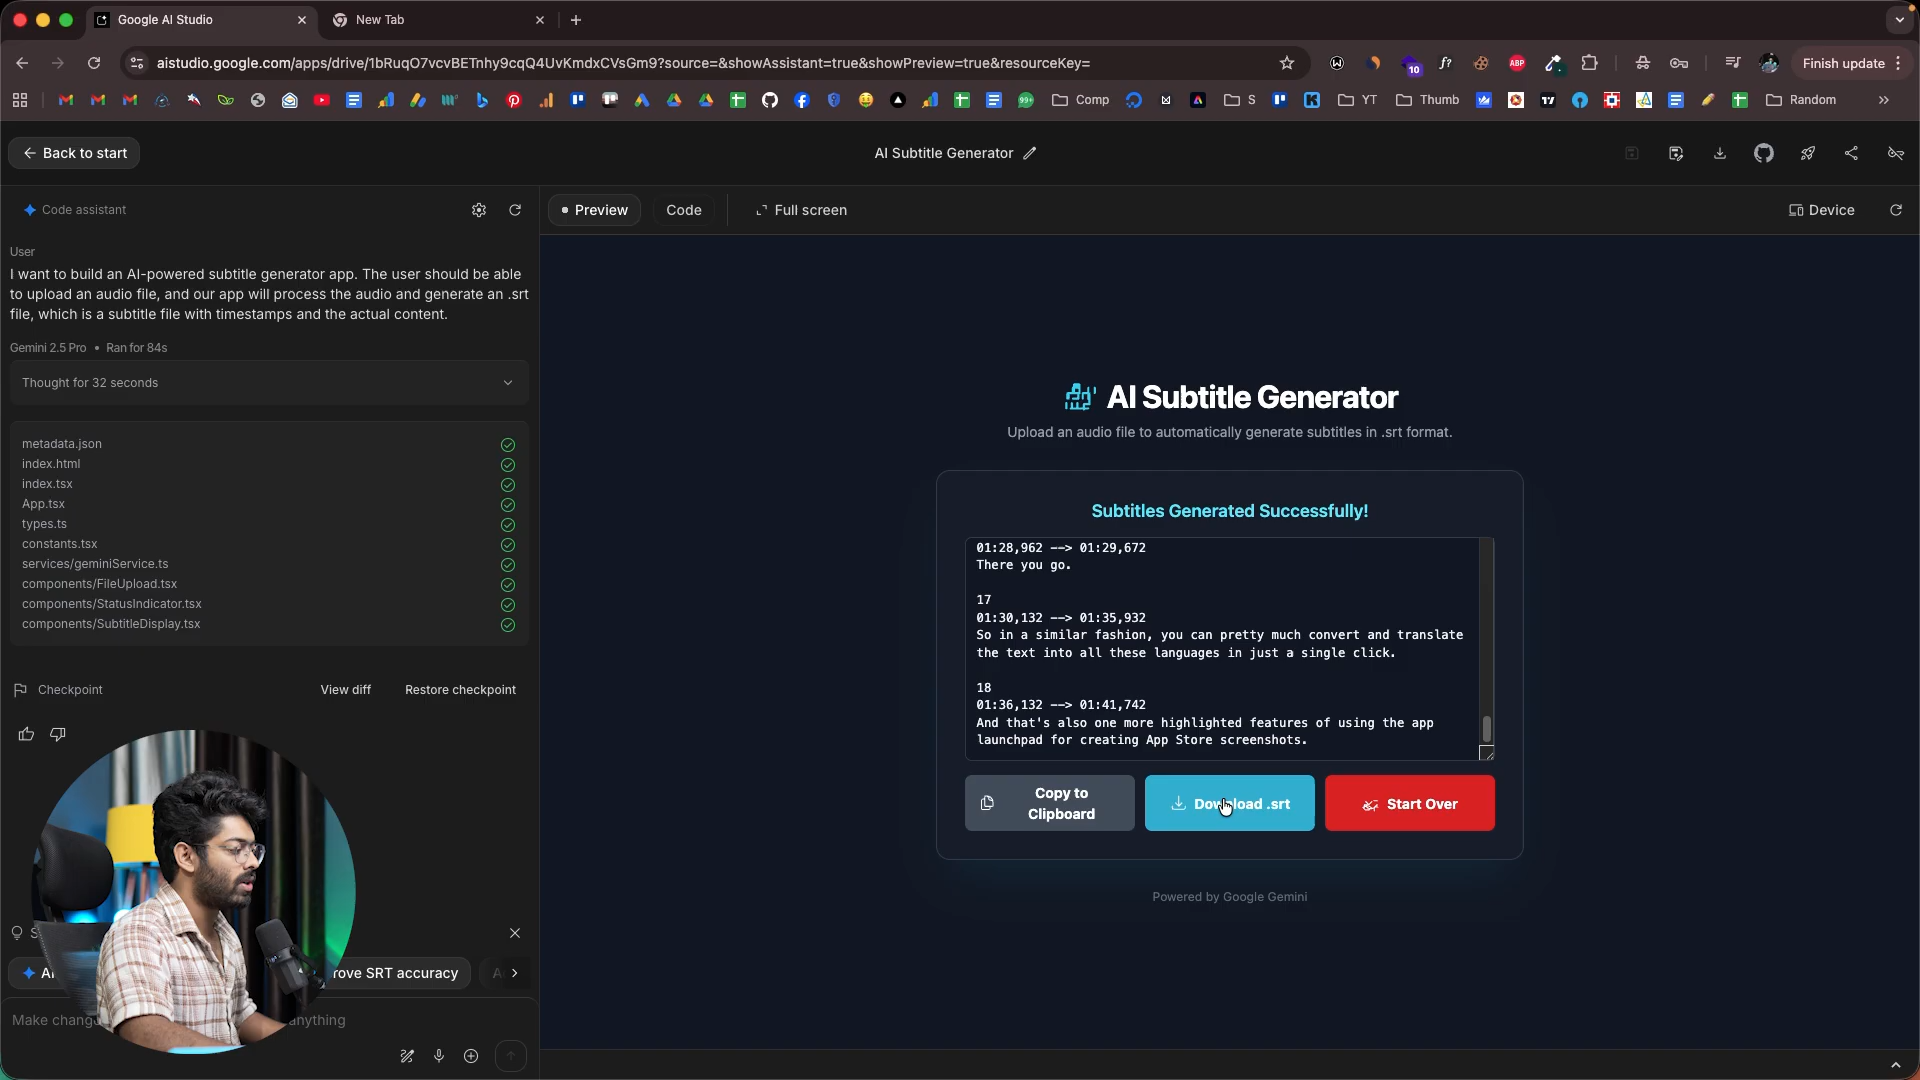 Google AI Studio
New Tab
aistudio.google.com/apps/drive/1bRuqO7vcvBETnhy9cqQ4UvKmdxCVsGm9?source=&showAssistant=true&showPreview=true&resourceKey=
10
f?
ABP
Finish update
99+
Comp
S
YT
Thumb
Random
Back to start
AI Subtitle Generator
Code assistant
Preview
Code
Full screen
Device
User
I want to build an AI-powered subtitle generator app. The user should be able
to upload an audio file, and our app will process the audio and generate an .srt
file, which is a subtitle file with timestamps and the actual content.
Gemini 2.5 Pro • Ran for 84s
Thought for 32 seconds
metadata.json
index.html
index.tsx
App.tsx
types.ts
constants.tsx
services/geminiService.ts
components/FileUpload.tsx
components/StatusIndicator.tsx
components/SubtitleDisplay.tsx
Checkpoint
View diff
Restore checkpoint
AI Subtitle Generator
Upload an audio file to automatically generate subtitles in .srt format.
Subtitles Generated Successfully!
01:28,962 --> 01:29,672
There you go.
17
01:30,132 --> 01:35,932
So in a similar fashion, you can pretty much convert and translate
the text into all these languages in just a single click.
18
01:36,132 --> 01:41,742
And that's also one more highlighted features of using the app
launchpad for creating App Store screenshots.
Copy to
Clipboard
Download .srt
Start Over
Powered by Google Gemini
SRT accuracy
Make anything